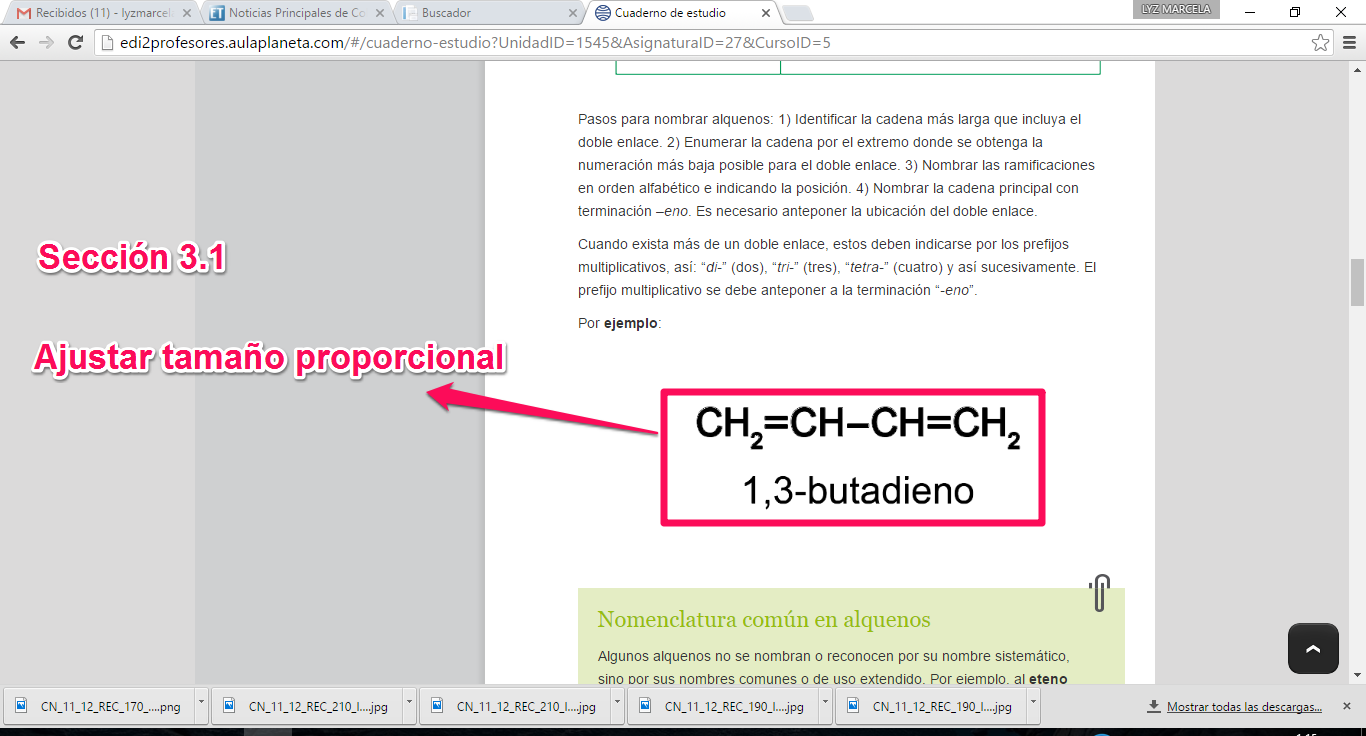 Recibidos (11) - lyzmarcel
Noticias Principales de Co
Buscador
Cuaderno de estudio
LYZ MARCELA
edi2profesores.aulaplaneta.com/#/cuaderno-estudio?UnidadID=1545&AsignaturaID=27&CursoID=5
Pasos para nombrar alquenos: 1) Identificar la cadena más larga que incluya el
doble enlace. 2) Enumerar la cadena por el extremo donde se obtenga la
numeración más baja posible para el doble enlace. 3) Nombrar las ramificaciones
en orden alfabético e indicando la posición. 4) Nombrar la cadena principal con
terminación –eno. Es necesario anteponer la ubicación del doble enlace.
Sección 3.1
Cuando exista más de un doble enlace, estos deben indicarse por los prefijos
multiplicativos, así: “di-” (dos), “tri-” (tres), “tetra-” (cuatro) y así sucesivamente. El
prefijo multiplicativo se debe anteponer a la terminación “-eno”.
Por ejemplo:
Ajustar tamaño proporcional
CH₂=CH–CH=CH₂
1,3-butadieno
Nomenclatura común en alquenos
Algunos alquenos no se nombran o reconocen por su nombre sistemático,
sino por sus nombres comunes o de uso extendido. Por ejemplo, al eteno
CN_11_12_REC_170_....png
CN_11_12_REC_210_I....jpg
CN_11_12_REC_210_I....jpg
CN_11_12_REC_190_I....jpg
CN_11_12_REC_190_I....jpg
Mostrar todas las descargas...